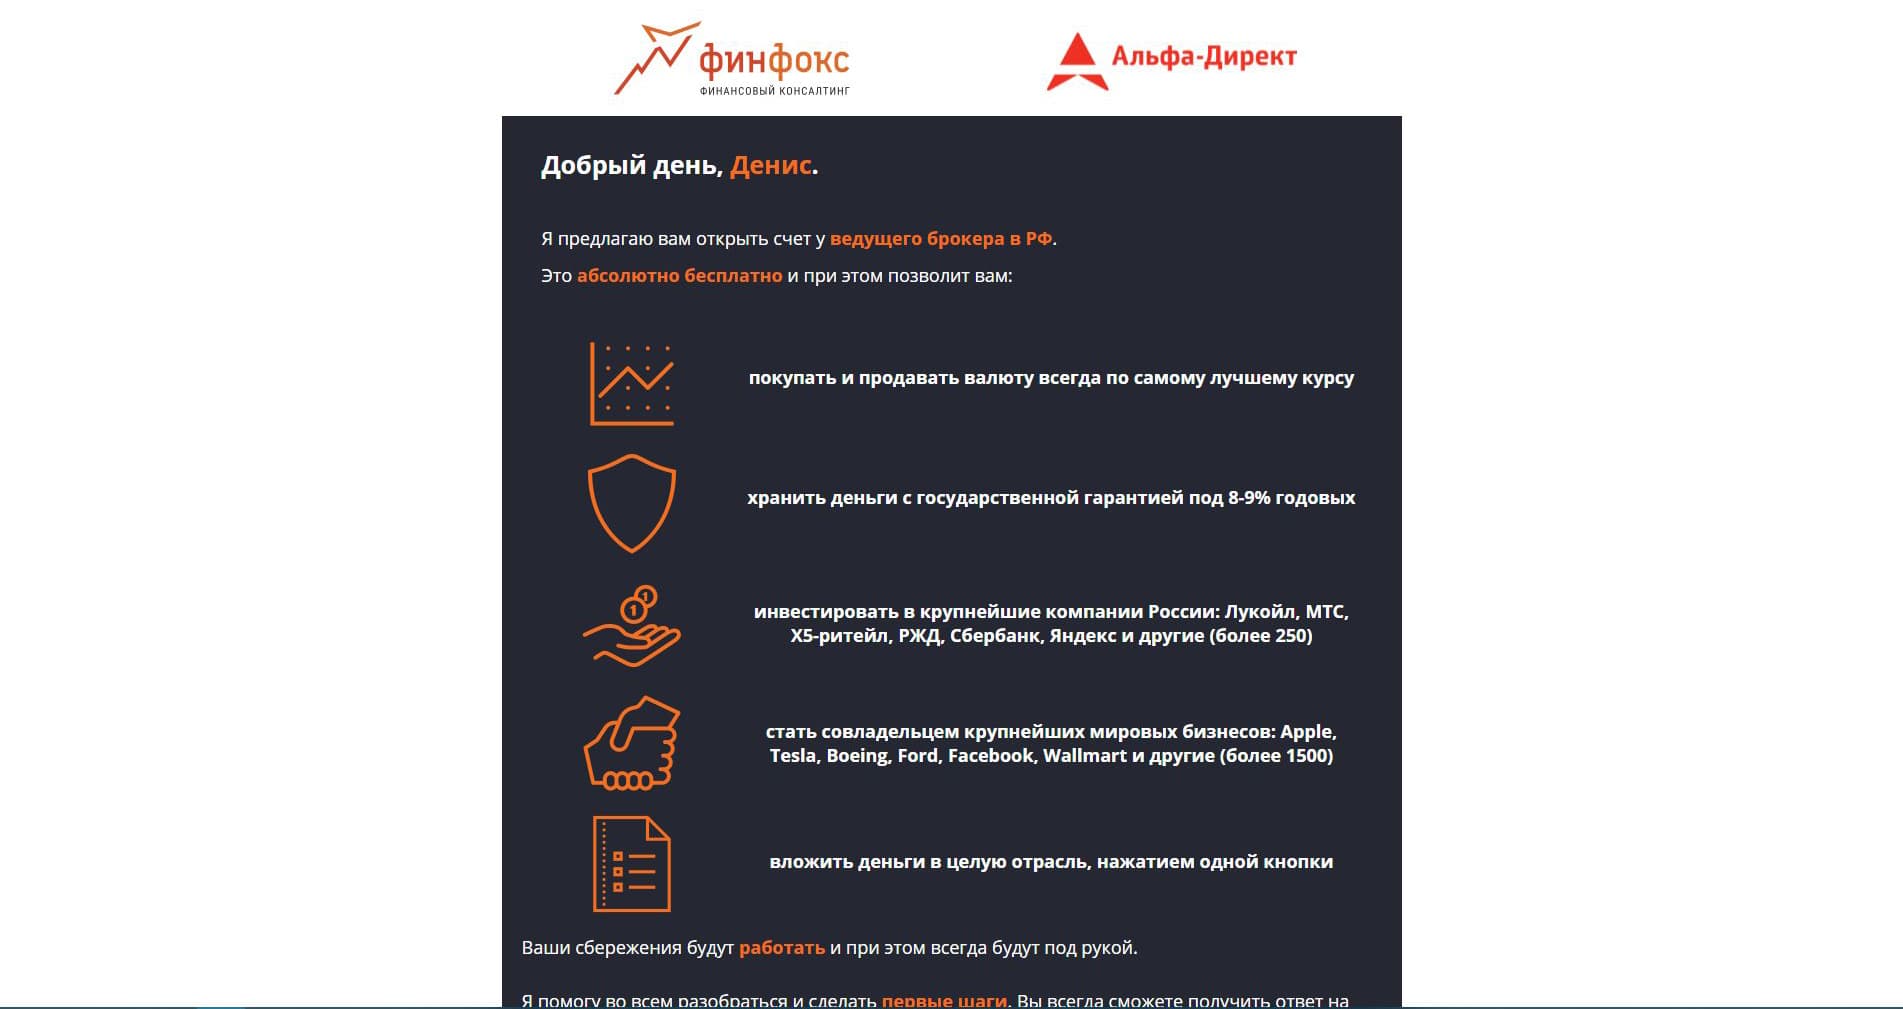 финфокс
ФИНАНСОВЫЙ КОНСАЛТИНГ
Альфа-Директ
Добрый день, Денис.
Я предлагаю вам открыть счет у ведущего брокера в РФ.
Это абсолютно бесплатно и при этом позволит вам:
покупать и продавать валюту всегда по самому лучшему курсу
хранить деньги с государственной гарантией под 8-9% годовых
1
1
инвестировать в крупнейшие компании России: Лукойл, МТС,
X5-ритейл, РЖД, Сбербанк, Яндекс и другие (более 250)
стать совладельцем крупнейших мировых бизнесов: Apple,
Tesla, Boeing, Ford, Facebook, Wallmart и другие (более 1500)
вложить деньги в целую отрасль, нажатием одной кнопки
Ваши сбережения будут работать и при этом всегда будут под рукой.
Я помогу во всем разобраться и сделать первые шаги. Вы всегда сможете получить ответ на